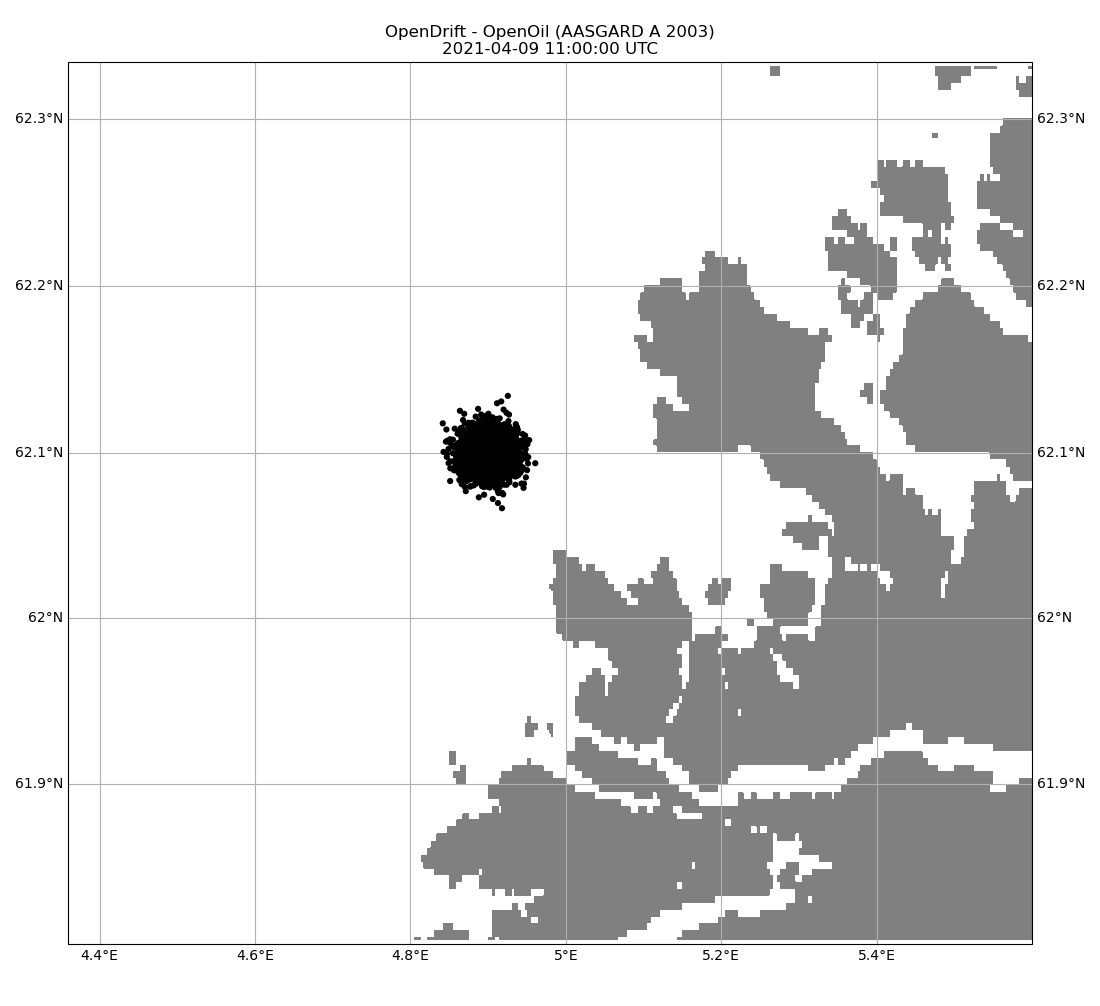 OpenDrift - OpenOil (AASGARD A 2003)
2021-04-09 11:00:00 UTC
62.3°N
62.3°N
62.2°N
62.2°N
62.1°N
62.1°N
62°N
62°N
61.9°N
61.9°N
4.4°E
4.6°E
4.8°E
5°E
5.2°E
5.4°E